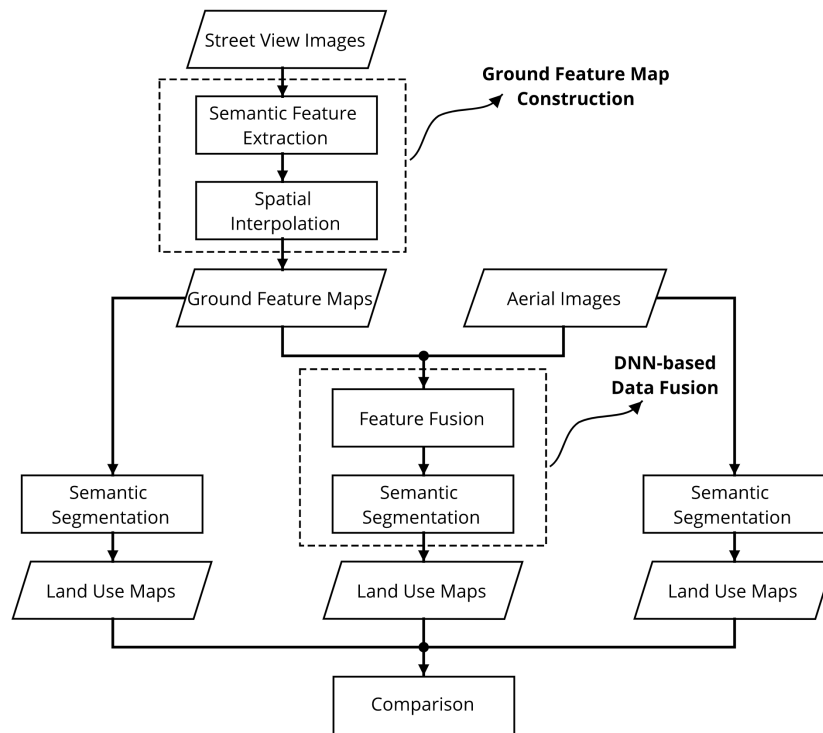 Street View Images
Ground Feature Map
Construction
Semantic Feature
Extraction
Spatial
Interpolation
Ground Feature Maps
Aerial Images
DNN-based
Data Fusion
Feature Fusion
Semantic
Segmentation
Semantic
Segmentation
Semantic
Segmentation
Land Use Maps
Land Use Maps
Land Use Maps
Comparison